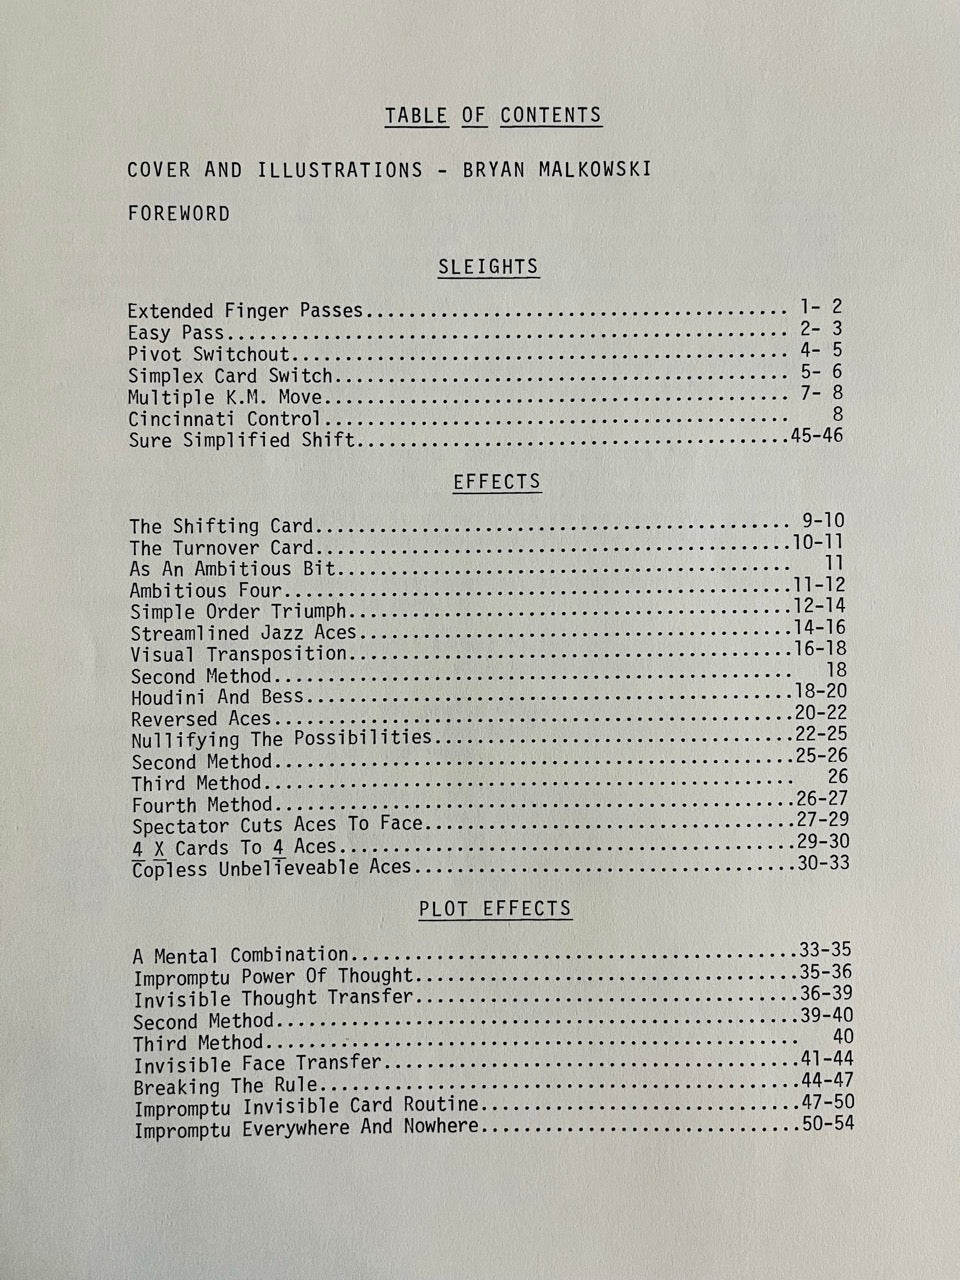 TABLE OF CONTENTS
COVER AND ILLUSTRATIONS - BRYAN MALKOWSKI
FOREWORD
SLEIGHTS
Extended Finger Passes....................................... 1- 2
Easy Pass.................................................... 2- 3
Pivot Switchout.............................................. 4- 5
Simplex Card Switch.......................................... 5- 6
Multiple K.M. Move........................................... 7- 8
Cincinnati Control........................................... 8
Sure Simplified Shift........................................45-46
EFFECTS
The Shifting Card............................................ 9-10
The Turnover Card............................................10-11
As An Ambitious Bit.......................................... 11
Ambitious Four...............................................11-12
Simple Order Triumph.........................................12-14
Streamlined Jazz Aces........................................14-16
Visual Transposition.........................................16-18
Second Method................................................ 18
Houdini And Bess.............................................18-20
Reversed Aces................................................20-22
Nullifying The Possibilities.................................22-25
Second Method................................................25-26
Third Method................................................. 26
Fourth Method................................................26-27
Spectator Cuts Aces To Face..................................27-29
4 X Cards To 4 Aces..........................................29-30
Copless Unbelieveable Aces...................................30-33
PLOT EFFECTS
A Mental Combination.........................................33-35
Impromptu Power Of Thought...................................35-36
Invisible Thought Transfer...................................36-39
Second Method................................................39-40
Third Method................................................. 40
Invisible Face Transfer......................................41-44
Breaking The Rule............................................44-47
Impromptu Invisible Card Routine.............................47-50
Impromptu Everywhere And Nowhere.............................50-54